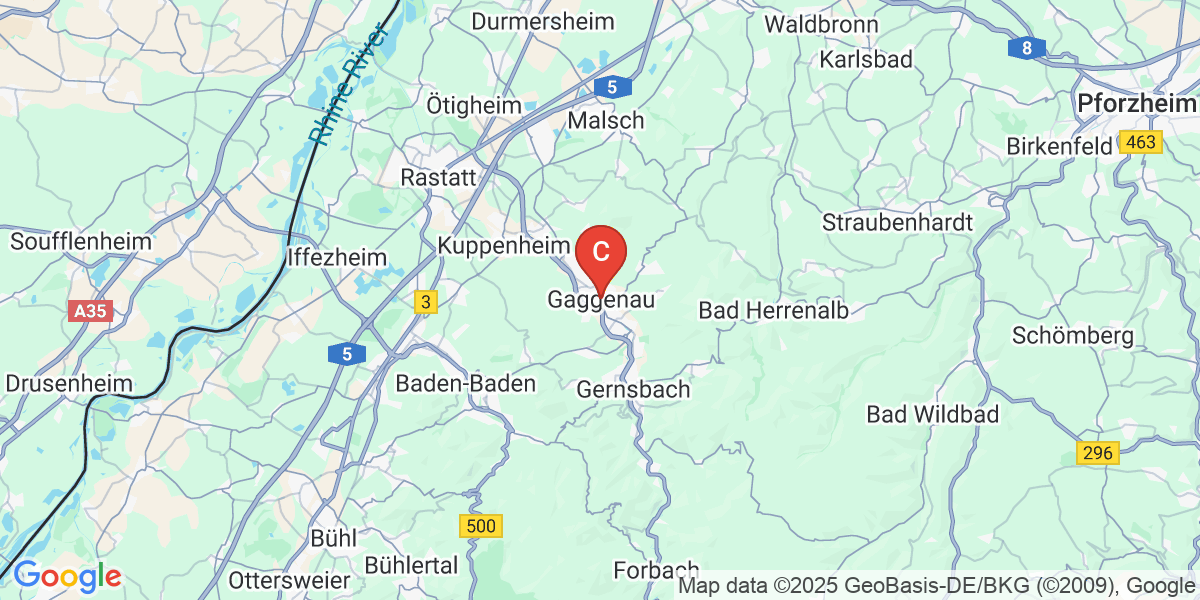 Durmersheim
Waldbronn
Karlsbad
8
Rhine River
5
Ötigheim
Malsch
Pforzheim
Birkenfeld
463
Rastatt
Straubenhardt
Soufflenheim
Kuppenheim
C
Iffezheim
A35
3
Gaggenau
Bad Herrenalb
Schömberg
5
Drusenheim
Baden-Baden
Gernsbach
Bad Wildbad
296
500
Bühl
Bühlertal
Forbach
Ottersweier
Google
Map data ©2025 GeoBasis-DE/BKG (©2009), Google